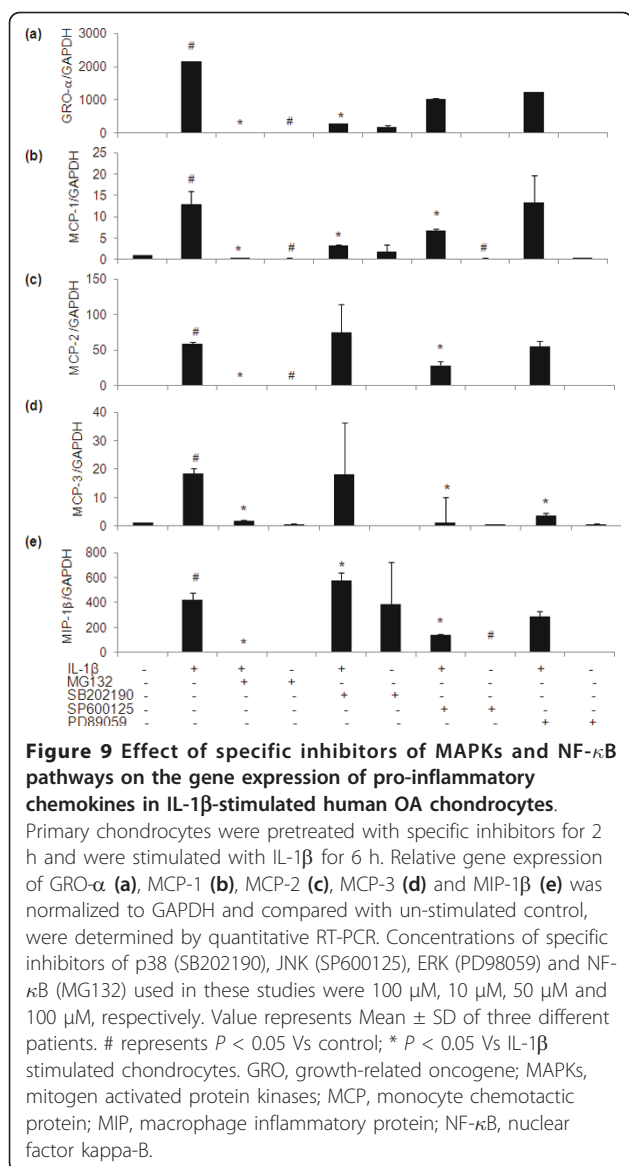 (a)
3000
2000
1000
0
GRO-α/GAPDH
#
*
#
*
(b)
25
20
15
10
5
0
MCP-1/GAPDH
#
*
#
*
*
#
(c)
150
100
50
0
MCP-2/GAPDH
#
*
#
*
(d)
40
30
20
10
0
MCP-3/GAPDH
#
*
*
*
(e)
800
600
400
200
0
MIP-1β/GAPDH
#
*
*
*
#
IL-1β - + + - + - + - + -
MG132 - - + + - - - - - -
SB202190 - - - - + + - - - -
SP600125 - - - - - - + + - -
PD89059 - - - - - - - - + +
Figure 9 Effect of specific inhibitors of MAPKs and NF-κB
pathways on the gene expression of pro-inflammatory
chemokines in IL-1β-stimulated human OA chondrocytes.
Primary chondrocytes were pretreated with specific inhibitors for 2
h and were stimulated with IL-1β for 6 h. Relative gene expression
of GRO-α (a), MCP-1 (b), MCP-2 (c), MCP-3 (d) and MIP-1β (e) was
normalized to GAPDH and compared with un-stimulated control,
were determined by quantitative RT-PCR. Concentrations of specific
inhibitors of p38 (SB202190), JNK (SP600125), ERK (PD98059) and NF-
κB (MG132) used in these studies were 100 μM, 10 μM, 50 μM and
100 μM, respectively. Value represents Mean ± SD of three different
patients. # represents P < 0.05 Vs control; * P < 0.05 Vs IL-1β
stimulated chondrocytes. GRO, growth-related oncogene; MAPKs,
mitogen activated protein kinases; MCP, monocyte chemotactic
protein; MIP, macrophage inflammatory protein; NF-κB, nuclear
factor kappa-B.